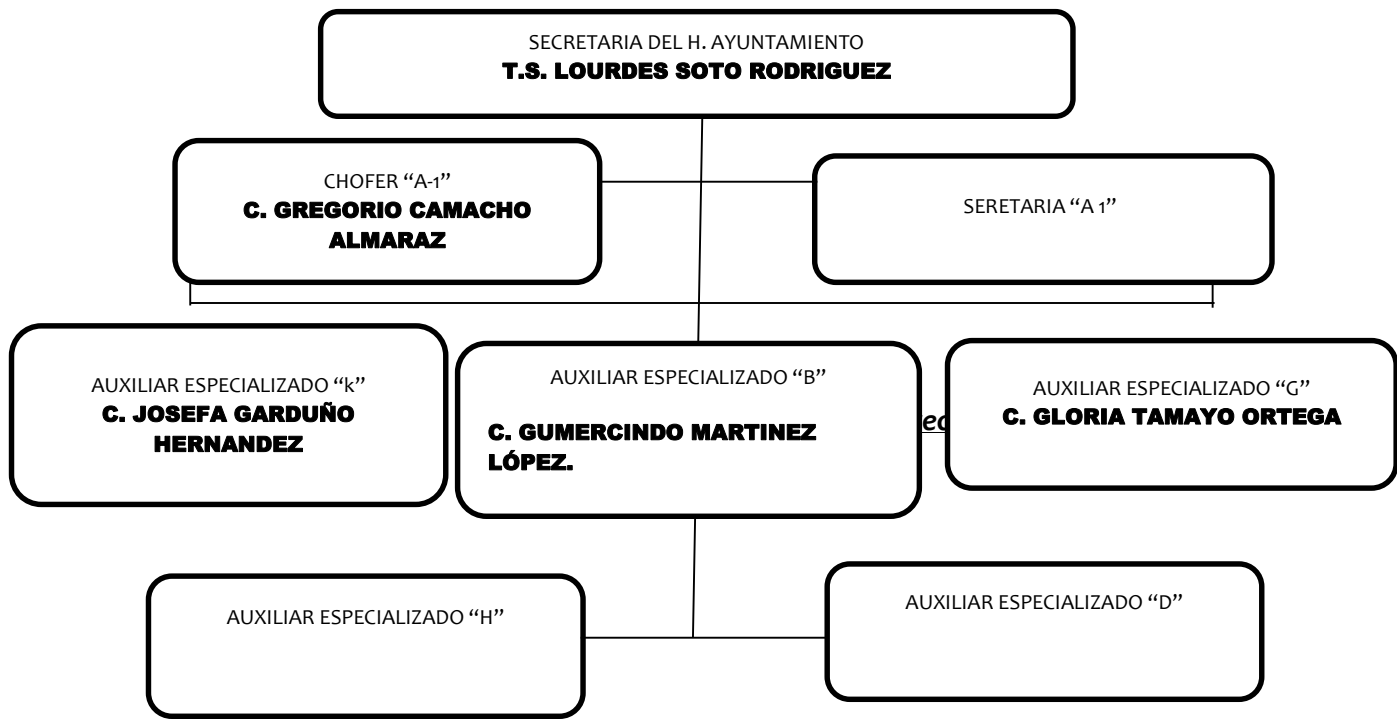 SECRETARIA DEL H. AYUNTAMIENTO
T.S. LOURDES SOTO RODRIGUEZ
CHOFER “A-1”
C. GREGORIO CAMACHO
ALMARAZ
SERETARIA “A 1”
AUXILIAR ESPECIALIZADO “k”
C. JOSEFA GARDUÑO
HERNANDEZ
AUXILIAR ESPECIALIZADO “B”
C. GUMERCINDO MARTINEZ
LÓPEZ.
AUXILIAR ESPECIALIZADO “G”
C. GLORIA TAMAYO ORTEGA
AUXILIAR ESPECIALIZADO “H”
AUXILIAR ESPECIALIZADO “D”